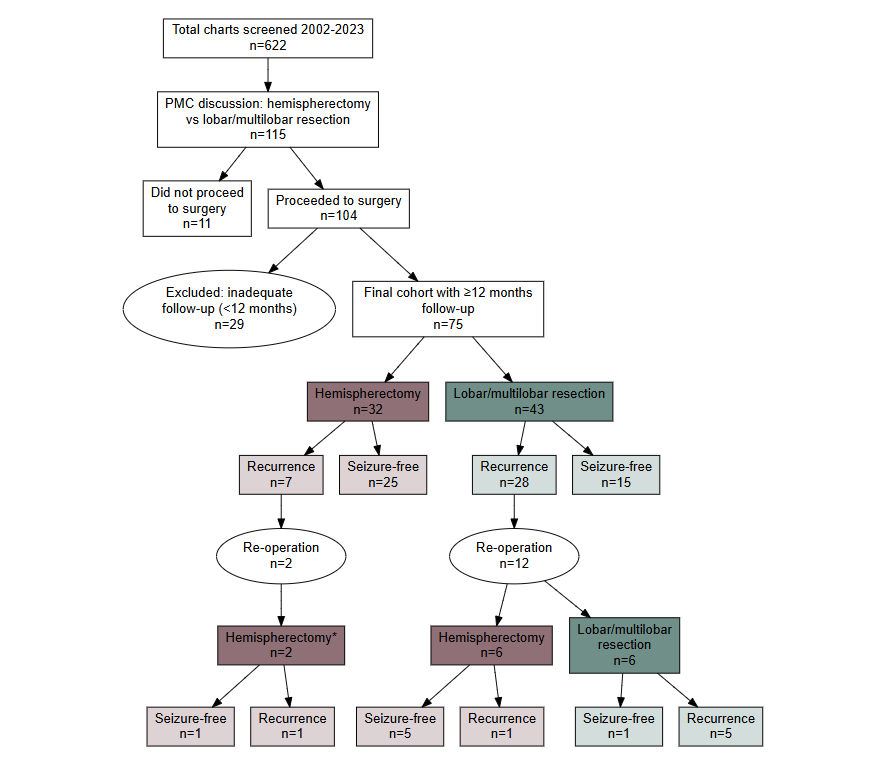 Total charts screened 2002-2023
n=622
PMC discussion: hemispherectomy
vs lobar/multilobar resection
n=115
Did not proceed
to surgery
n=11
Proceeded to surgery
n=104
Excluded: inadequate
follow-up (<12 months)
n=29
Final cohort with ≥12 months
follow-up
n=75
Hemispherectomy
n=32
Lobar/multilobar resection
n=43
Recurrence
n=7
Seizure-free
n=25
Recurrence
n=28
Seizure-free
n=15
Re-operation
n=2
Re-operation
n=12
Hemispherectomy*
n=2
Hemispherectomy
n=6
Lobar/multilobar
resection
n=6
Seizure-free
n=1
Recurrence
n=1
Seizure-free
n=5
Recurrence
n=1
Seizure-free
n=1
Recurrence
n=5